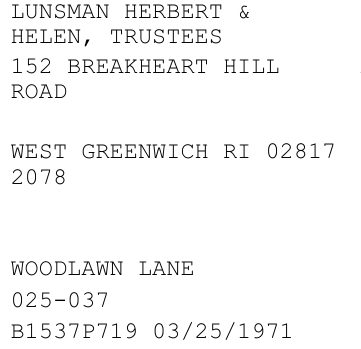 LUNSMAN HERBERT &
HELEN, TRUSTEES
152 BREAKHEART HILL
ROAD
WEST GREENWICH RI 02817
2078
WOODLAWN LANE
025-037
B1537P719 03/25/1971